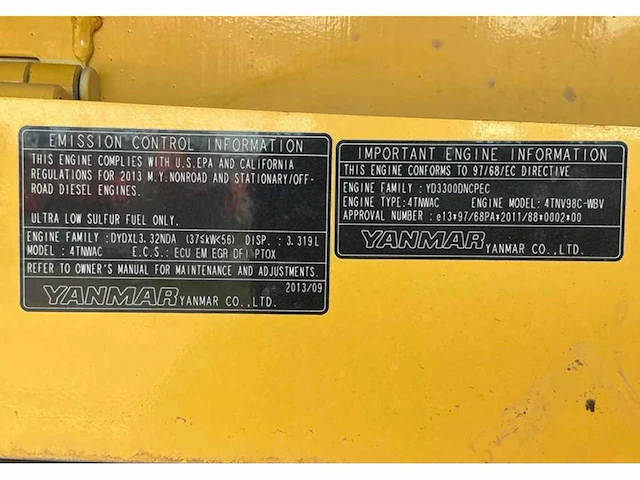 EMISSION CONTROL INFORMATION
THIS ENGINE COMPLIES WITH U.S.EPA AND CALIFORNIA
REGULATIONS FOR 2013 M.Y.NONROAD AND STATIONARY/OFF-
ROAD DIESEL ENGINES.
ULTRA LOW SULFUR FUEL ONLY.
ENGINE FAMILY :DYDXL3.32NDA (37≤kW<56) DISP.: 3.319L
MODEL : 4TNWAC E.C.S.: ECU EM EGR DFI PTOX
REFER TO OWNER'S MANUAL FOR MAINTENANCE AND ADJUSTMENTS.
2013/09
YANMAR YANMAR CO.,LTD.
IMPORTANT ENGINE INFORMATION
THIS ENGINE CONFORMS TO 97/68/EC DIRECTIVE
ENGINE FAMILY : YD3300DNCPEC
ENGINE TYPE:4TNWAC ENGINE MODEL:4TNV98C-WBV
APPROVAL NUMBER : e13*97/68PA*2011/88*0002*00
YANMAR YANMAR CO.,LTD.